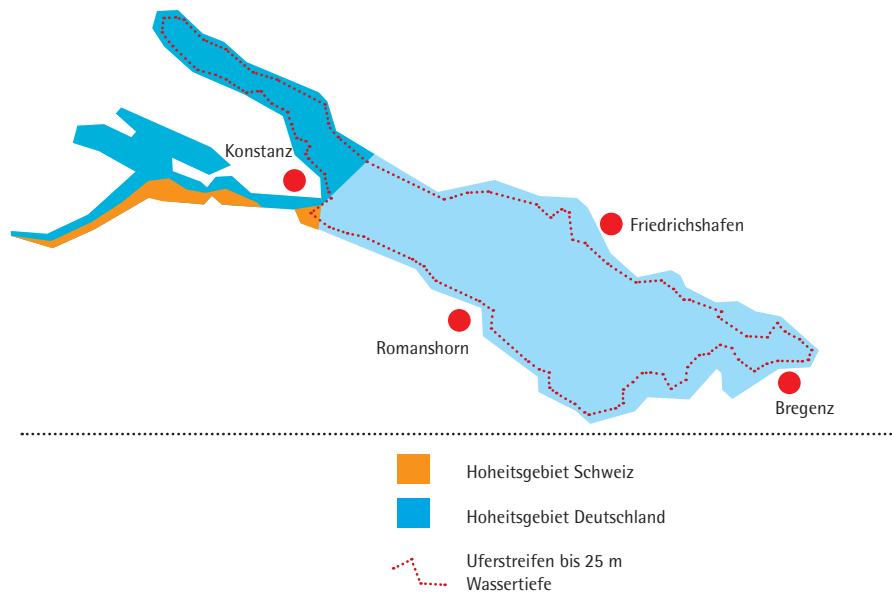 Konstanz
Friedrichshafen
Romanshorn
Bregenz
Hoheitsgebiet Schweiz
Hoheitsgebiet Deutschland
Uferstreifen bis 25 m
Wassertiefe